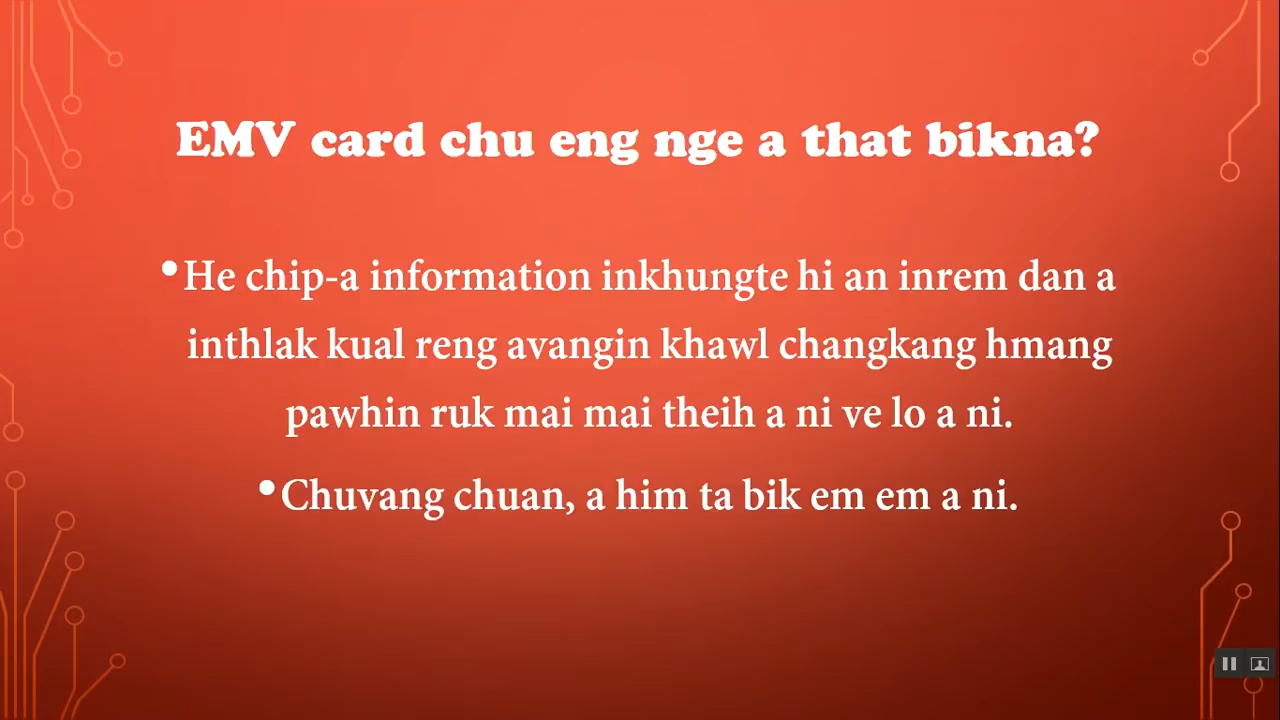 EMV card chu eng nge a that bikna?
•He chip-a information inkhungte hi an inrem dan a
inthlak kual reng avangin khawl changkang hmang
pawhin ruk mai mai theih a ni ve lo a ni.
•Chuvang chuan, a him ta bik em em a ni.